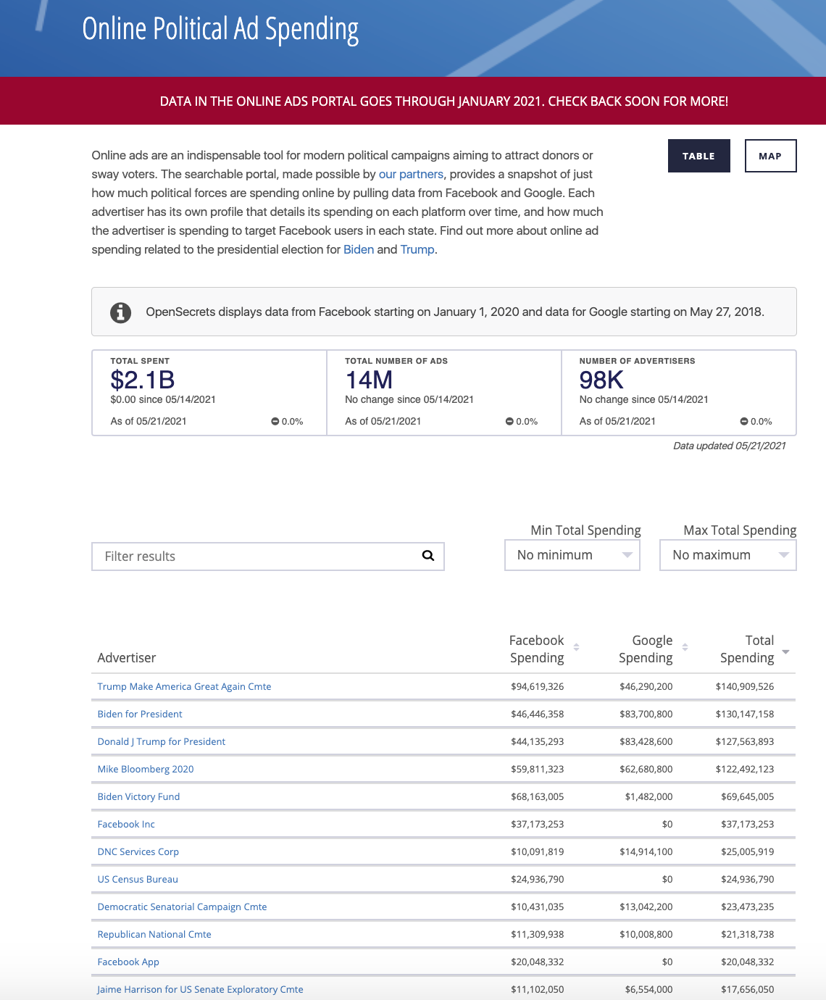 Online Political Ad Spending
DATA IN THE ONLINE ADS PORTAL GOES THROUGH JANUARY 2021. CHECK BACK SOON FOR MORE!
Online ads are an indispensable tool for modern political campaigns aiming to attract donors or
sway voters. The searchable portal, made possible by our partners, provides a snapshot of just
how much political forces are spending online by pulling data from Facebook and Google. Each
advertiser has its own profile that details its spending on each platform over time, and how much
the advertiser is spending to target Facebook users in each state. Find out more about online ad
spending related to the presidential election for Biden and Trump.
TABLE MAP
OpenSecrets displays data from Facebook starting on January 1, 2020 and data for Google starting on May 27, 2018.
TOTAL SPENT
$2.1B
$0.00 since 05/14/2021
As of 05/21/2021 0.0%
TOTAL NUMBER OF ADS
14M
No change since 05/14/2021
As of 05/21/2021 0.0%
NUMBER OF ADVERTISERS
98K
No change since 05/14/2021
As of 05/21/2021 0.0%
Data updated 05/21/2021
Filter results
Min Total Spending
No minimum
Max Total Spending
No maximum
Advertiser Facebook Spending Google Spending Total Spending
Trump Make America Great Again Cmte $94,619,326 $46,290,200 $140,909,526
Biden for President $46,446,358 $83,700,800 $130,147,158
Donald J Trump for President $44,135,293 $83,428,600 $127,563,893
Mike Bloomberg 2020 $59,811,323 $62,680,800 $122,492,123
Biden Victory Fund $68,163,005 $1,482,000 $69,645,005
Facebook Inc $37,173,253 $0 $37,173,253
DNC Services Corp $10,091,819 $14,914,100 $25,005,919
US Census Bureau $24,936,790 $0 $24,936,790
Democratic Senatorial Campaign Cmte $10,431,035 $13,042,200 $23,473,235
Republican National Cmte $11,309,938 $10,008,800 $21,318,738
Facebook App $20,048,332 $0 $20,048,332
Jaime Harrison for US Senate Exploratory Cmte $11,102,050 $6,554,000 $17,656,050